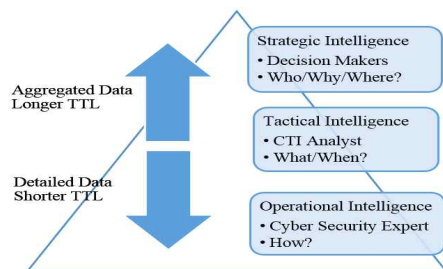 Strategic Intelligence
• Decision Makers
• Who/Why/Where?
Aggregated Data
Longer TTL
Tactical Intelligence
• CTI Analyst
• What/When?
Detailed Data
Shorter TTL
Operational Intelligence
• Cyber Security Expert
• How?